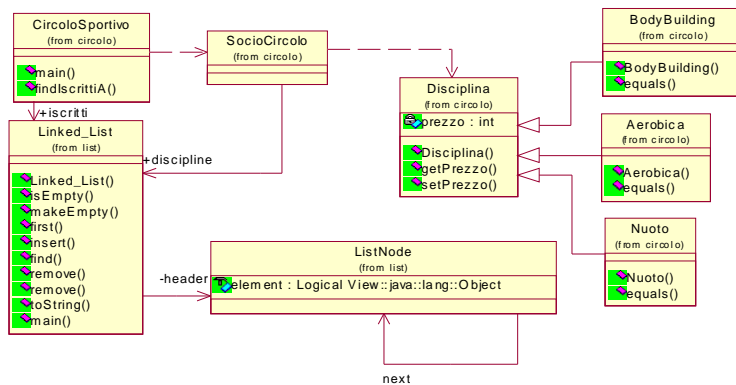 CircoloSportivo
(from circolo)
main()
findIscrittiA()
SocioCircolo
(from circolo)
BodyBuilding
(from circolo)
BodyBuilding()
equals()
Disciplina
(from circolo)
prezzo : int
Disciplina()
getPrezzo()
setPrezzo()
Aerobica
(from circolo)
Aerobica()
equals()
Nuoto
(from circolo)
Nuoto()
equals()
+iscritti
Linked_List
(from list)
Linked_List()
isEmpty()
makeEmpty()
first()
insert()
find()
remove()
remove()
toString()
main()
+discipline
-header
ListNode
(from list)
element : Logical View::java::lang::Object
next